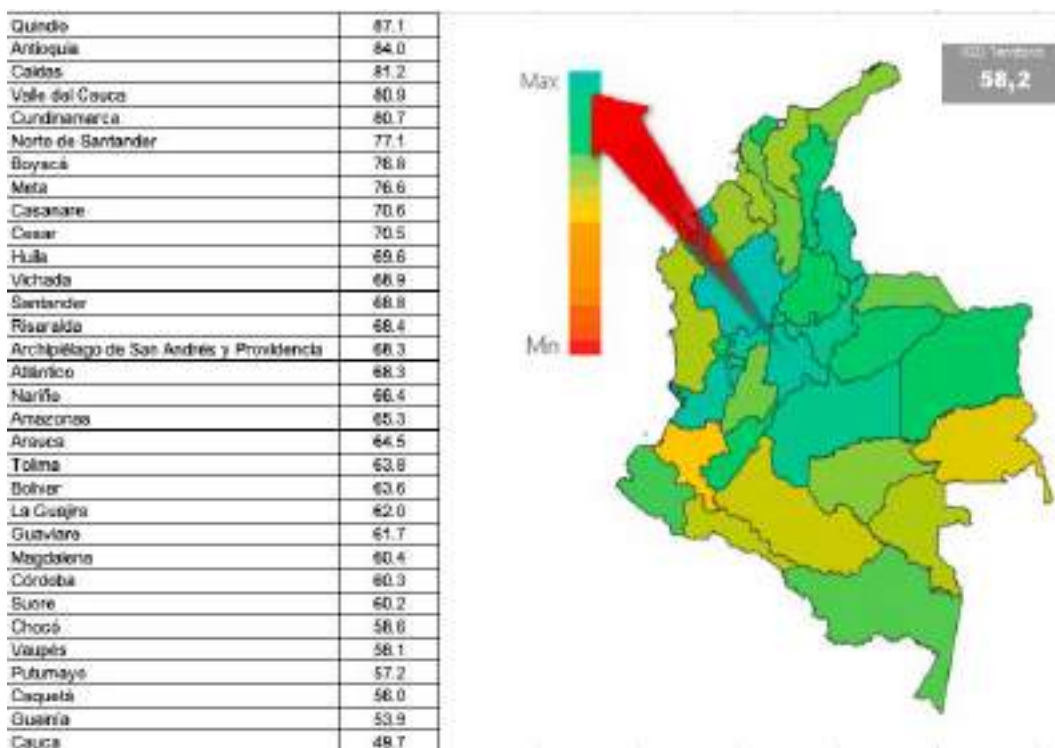 Quindío 87.1
Antioquia 84.0
Caldas 81.2
Valle del Cauca 80.9
Cundinamarca 80.7
Norte de Santander 77.1
Boyacá 76.8
Meta 76.6
Casanare 70.6
Cesar 70.5
Huila 69.6
Vichada 68.9
Santander 68.8
Risaralda 68.4
Archipiélago de San Andrés y Providencia 68.3
Atlántico 68.3
Nariño 66.4
Amazonas 65.3
Arauca 64.5
Tolima 63.8
Bolívar 63.6
La Guajira 62.0
Guaviare 61.7
Magdalena 60.4
Córdoba 60.3
Sucre 60.2
Chocó 58.6
Vaupés 58.1
Putumayo 57.2
Caquetá 56.0
Guainía 53.9
Cauca 49.7
Max
Min
58,2